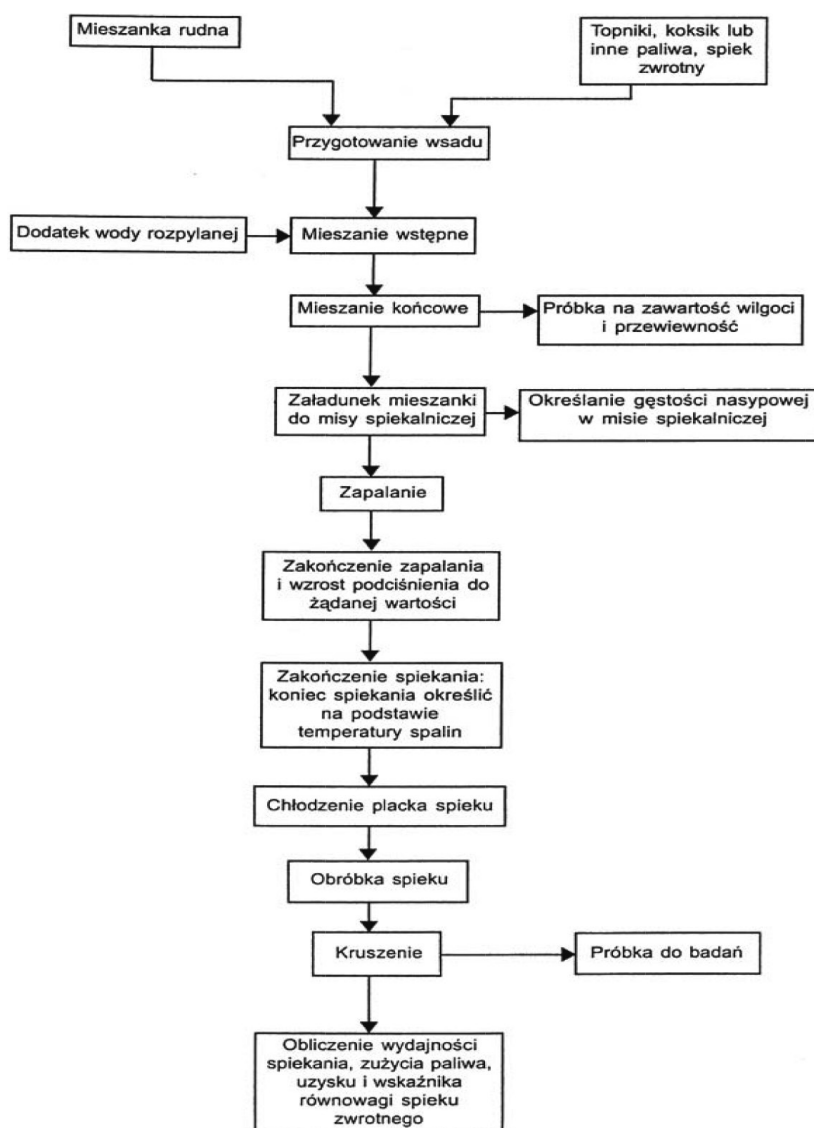 Mieszanka rudna
Topniki, koksik lub
inne paliwa, spiek
zwrotny
Przygotowanie wsadu
Dodatek wody rozpylanej
Mieszanie wstępne
Mieszanie końcowe
Próbka na zawartość wilgoci
i przewiewność
Załadunek mieszanki
do misy spiekalniczej
Określanie gęstości nasypowej
w misie spiekalniczej
Zapalanie
Zakończenie zapalania
i wzrost podciśnienia do
żądanej wartości
Zakończenie spiekania:
koniec spiekania określić
na podstawie
temperatury spalin
Chłodzenie placka spieku
Obróbka spieku
Kruszenie
Próbka do badań
Obliczenie wydajności
spiekania, zużycia paliwa,
uzysku i wskaźnika
równowagi spieku
zwrotnego